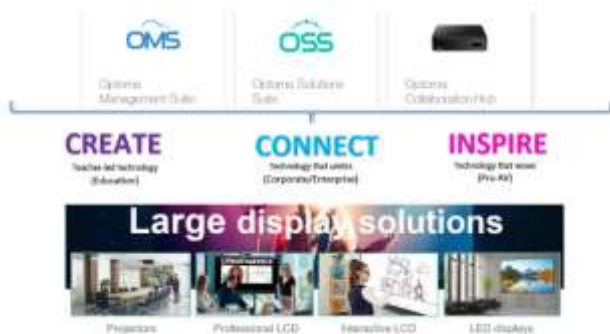 OMS
OSS
Optoma
Management Suite
Optoma Solutions
Suite
Optoma
Collaboration Hub
CREATE
Teacher-led technology
(Education)
CONNECT
Technology that unites
(Corporate/Enterprise)
INSPIRE
Technology that wows
(Pro AV)
Large display solutions
Projectors
Professional LCD
Interactive LCD
LED displays